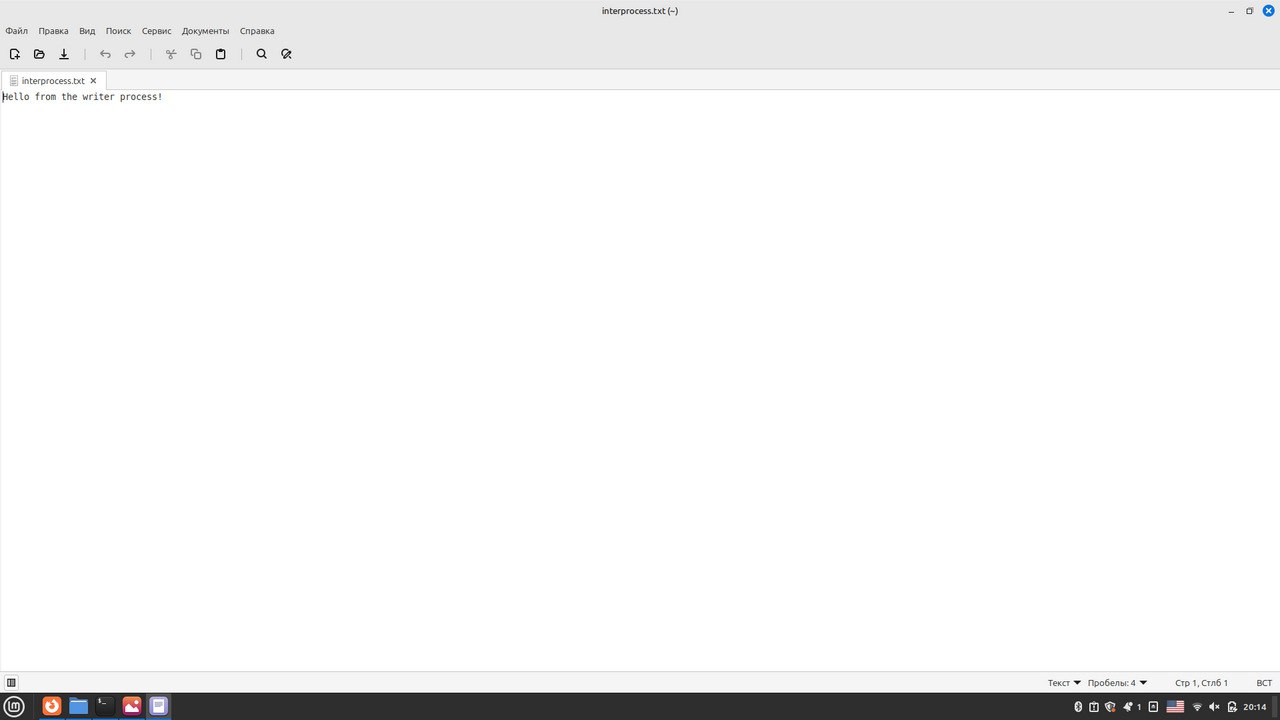 interprocess.txt (~)
Файл Правка Вид Поиск Сервис Документы Справка
interprocess.txt
Hello from the writer process!
Текст Пробелы: 4 Стр 1, Стлб 1 ВСТ
1 20:14